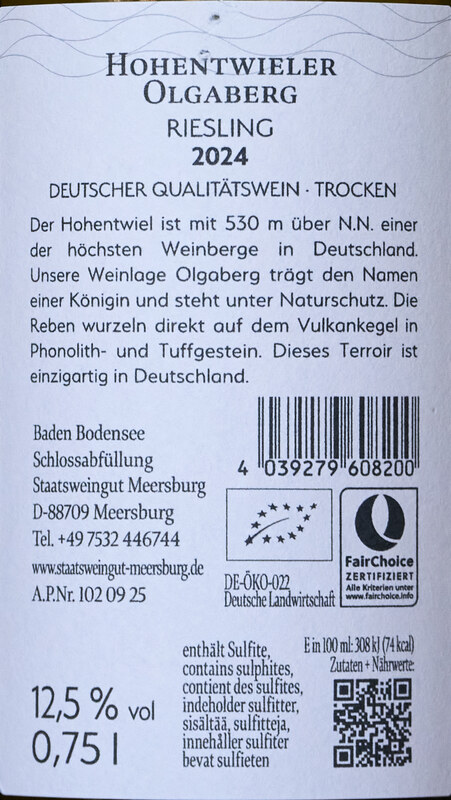 HOHENTWIELER
OLGABERG
RIESLING
2024
DEUTSCHER QUALITÄTSWEIN · TROCKEN
Der Hohentwiel ist mit 530 m über N.N. einer
der höchsten Weinberge in Deutschland.
Unsere Weinlage Olgaberg trägt den Namen
einer Königin und steht unter Naturschutz. Die
Reben wurzeln direkt auf dem Vulkankegel in
Phonolith- und Tuffgestein. Dieses Terroir ist
einzigartig in Deutschland.
Baden Bodensee
Schlossabfüllung
Staatsweingut Meersburg
D-88709 Meersburg
Tel. +49 7532 446744
www.staatsweingut-meersburg.de
A.P.Nr. 102 09 25
4 039279 608200
DE-ÖKO-022
Deutsche Landwirtschaft
FairChoice
ZERTIFIZIERT
Alle Kriterien unter
www.fairchoice.info
12,5 % vol
0,75 l
enthält Sulfite,
contains sulphites,
contient des sulfites,
indeholder sulfitter,
sisältää, sulfitteja,
innehåller sulfiter
bevat sulfieten
E in 100 ml: 308 kJ (74 kcal)
Zutaten + Nährwerte: